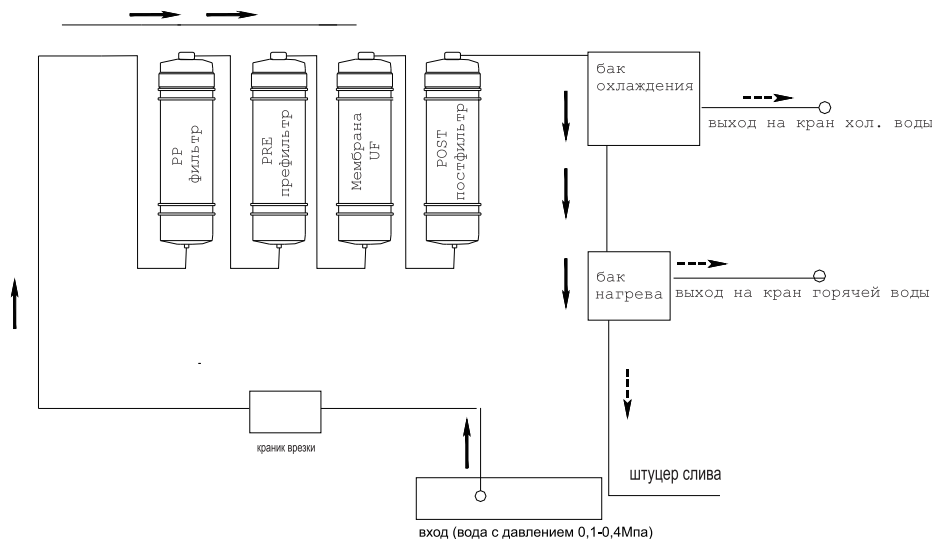 PP
фильтр
PRE
префильтр
Мембрана
UF
POST
постфильтр
бак
охлаждения
выход на кран хол. воды
бак
нагрева
выход на кран горячей воды
краник врезки
штуцер слива
вход (вода с давлением 0,1-0,4Мпа)